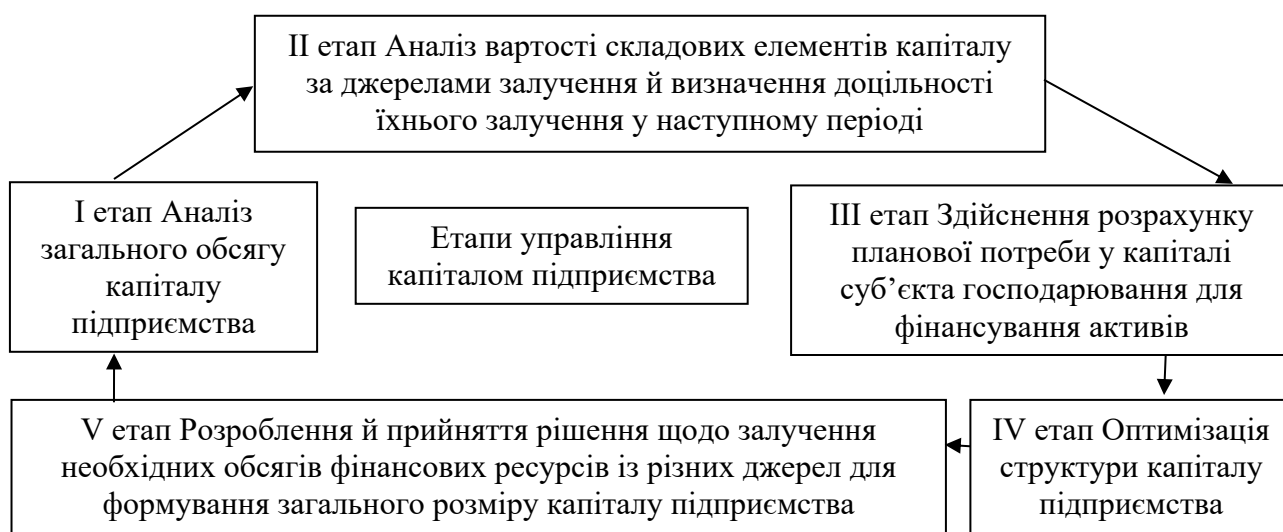 ІІ етап Аналіз вартості складових елементів капіталу
за джерелами залучення й визначення доцільності
їхнього залучення у наступному періоді
І етап Аналіз
загального обсягу
капіталу
підприємства
Етапи управління
капіталом підприємства
ІІІ етап Здійснення розрахунку
планової потреби у капіталі
суб’єкта господарювання для
фінансування активів
V етап Розроблення й прийняття рішення щодо залучення
необхідних обсягів фінансових ресурсів із різних джерел для
формування загального розміру капіталу підприємства
IV етап Оптимізація
структури капіталу
підприємства